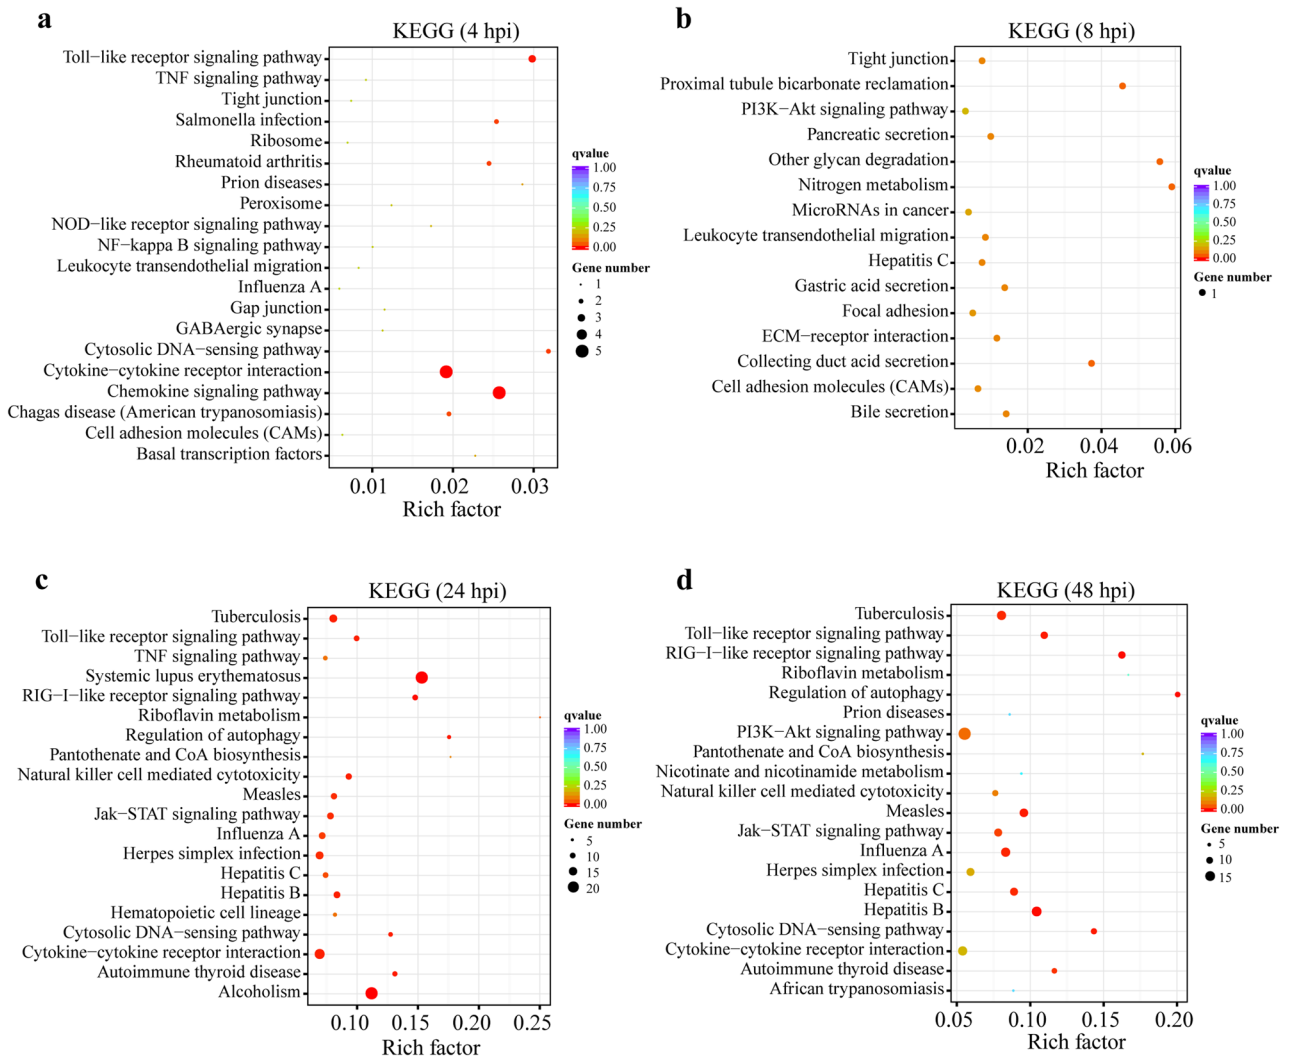 a
KEGG (4 hpi)
Toll−like receptor signaling pathway
TNF signaling pathway
Tight junction
Salmonella infection
Ribosome
Rheumatoid arthritis
Prion diseases
Peroxisome
NOD−like receptor signaling pathway
NF−kappa B signaling pathway
Leukocyte transendothelial migration
Influenza A
Gap junction
GABAergic synapse
Cytosolic DNA−sensing pathway
Cytokine−cytokine receptor interaction
Chemokine signaling pathway
Chagas disease (American trypanosomiasis)
Cell adhesion molecules (CAMs)
Basal transcription factors
0.01 0.02 0.03
Rich factor
qvalue
1.00
0.75
0.50
0.25
0.00
Gene number
1
2
3
4
5
b
KEGG (8 hpi)
Tight junction
Proximal tubule bicarbonate reclamation
PI3K−Akt signaling pathway
Pancreatic secretion
Other glycan degradation
Nitrogen metabolism
MicroRNAs in cancer
Leukocyte transendothelial migration
Hepatitis C
Gastric acid secretion
Focal adhesion
ECM−receptor interaction
Collecting duct acid secretion
Cell adhesion molecules (CAMs)
Bile secretion
0.02 0.04 0.06
Rich factor
qvalue
1.00
0.75
0.50
0.25
0.00
Gene number
1
c
KEGG (24 hpi)
Tuberculosis
Toll−like receptor signaling pathway
TNF signaling pathway
Systemic lupus erythematosus
RIG−I−like receptor signaling pathway
Riboflavin metabolism
Regulation of autophagy
Pantothenate and CoA biosynthesis
Natural killer cell mediated cytotoxicity
Measles
Jak−STAT signaling pathway
Influenza A
Herpes simplex infection
Hepatitis C
Hepatitis B
Hematopoietic cell lineage
Cytosolic DNA−sensing pathway
Cytokine−cytokine receptor interaction
Autoimmune thyroid disease
Alcoholism
0.10 0.15 0.20 0.25
Rich factor
qvalue
1.00
0.75
0.50
0.25
0.00
Gene number
5
10
15
20
d
KEGG (48 hpi)
Tuberculosis
Toll−like receptor signaling pathway
RIG−I−like receptor signaling pathway
Riboflavin metabolism
Regulation of autophagy
Prion diseases
PI3K−Akt signaling pathway
Pantothenate and CoA biosynthesis
Nicotinate and nicotinamide metabolism
Natural killer cell mediated cytotoxicity
Measles
Jak−STAT signaling pathway
Influenza A
Herpes simplex infection
Hepatitis C
Hepatitis B
Cytosolic DNA−sensing pathway
Cytokine−cytokine receptor interaction
Autoimmune thyroid disease
African trypanosomiasis
0.05 0.10 0.15 0.20
Rich factor
qvalue
1.00
0.75
0.50
0.25
0.00
Gene number
5
10
15